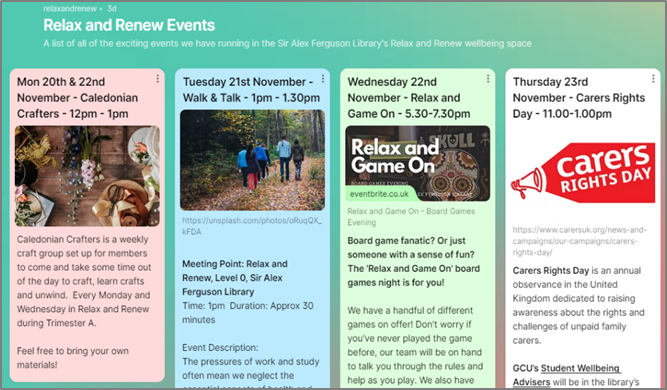 relaxandrenew • 3d
Relax and Renew Events
A list of all of the exciting events we have running in the Sir Alex Ferguson Library's Relax and Renew wellbeing space
Mon 20th & 22nd
November - Caledonian
Crafters - 12pm - 1pm
Caledonian Crafters is a weekly
craft group set up for members
to come and take some time out
of the day to craft, learn crafts
and unwind. Every Monday and
Wednesday in Relax and Renew
during Trimester A.
Feel free to bring your own
materials!
Tuesday 21st November -
Walk & Talk - 1pm - 1.30pm
https://unsplash.com/photos/oRuqQX_
kFDA
Meeting Point: Relax and
Renew, Level 0, Sir Alex
Ferguson Library
Time: 1pm Duration: Approx 30
minutes
Event Description:
The pressures of work and study
often mean we neglect the
essential aspects of health and
Wednesday 22nd
November - Relax and
Game On - 5.30-7.30pm
Relax and
Game On
SKULL
BOARD GAMES EVENING
eventbrite.co.uk
Relax and Game On - Board Games
Evening
Board game fanatic? Or just
someone with a sense of fun?
The 'Relax and Game On' board
games night is for you!
We have a handful of different
games on offer! Don't worry if
you've never played the game
before, our team will be on hand
to talk you through the rules and
help as you play. We also have
Thursday 23rd
November - Carers Rights
Day - 11.00-1.00pm
carers
RIGHTS DAY
https://www.carersuk.org/news-and-
campaigns/our-campaigns/carers-
rights-day/
Carers Rights Day is an annual
observance in the United
Kingdom dedicated to raising
awareness about the rights and
challenges of unpaid family
carers.
GCU's Student Wellbeing
Advisers will be in the library's